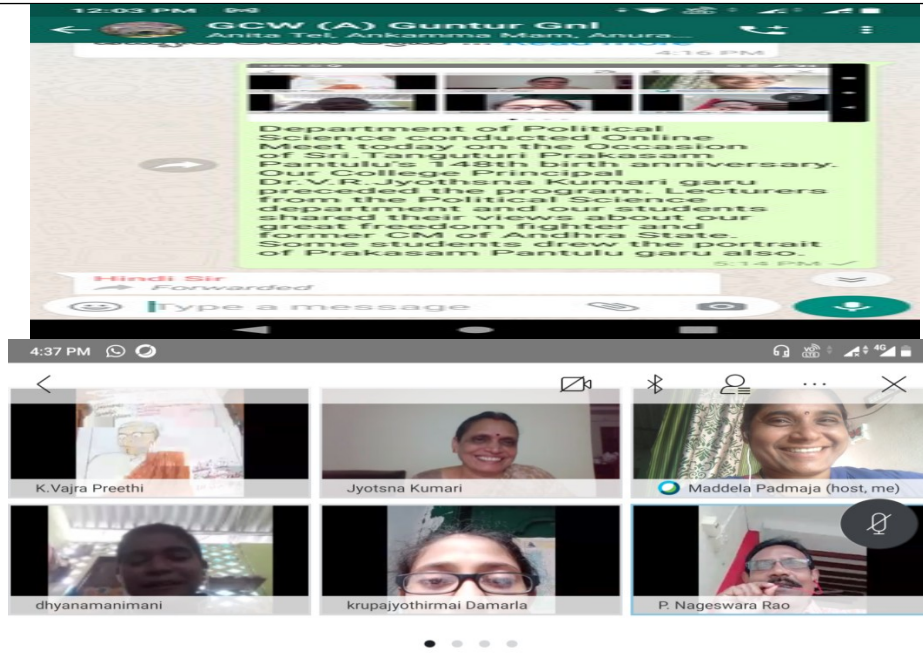 12:03 PM
GCW (A) Guntur Gnl
Anita Tel, Ankamma Mam, Anura...
Read more
4:16 PM
Department of Political
Science conducted Online
Meet today on the Occasion
of Sri.Tanguturi Prakasam
Pantulu's 148th birth anniversary.
Our College Principal
Dr.V.R.Jyothsna Kumari garu
preceded the program. Lecturers
from the Political Science
department and our students
shared their views about our
great freedom fighter and
former CM of Andhra State.
Some students drew the portrait
of Prakasam Pantulu garu also.
5:14 PM
Hindi Sir
Forwarded
Type a message
4:37 PM
4G
K.Vajra Preethi
Jyotsna Kumari
Maddela Padmaja (host, me)
dhyanamanimani
krupajyothirmai Damarla
P. Nageswara Rao